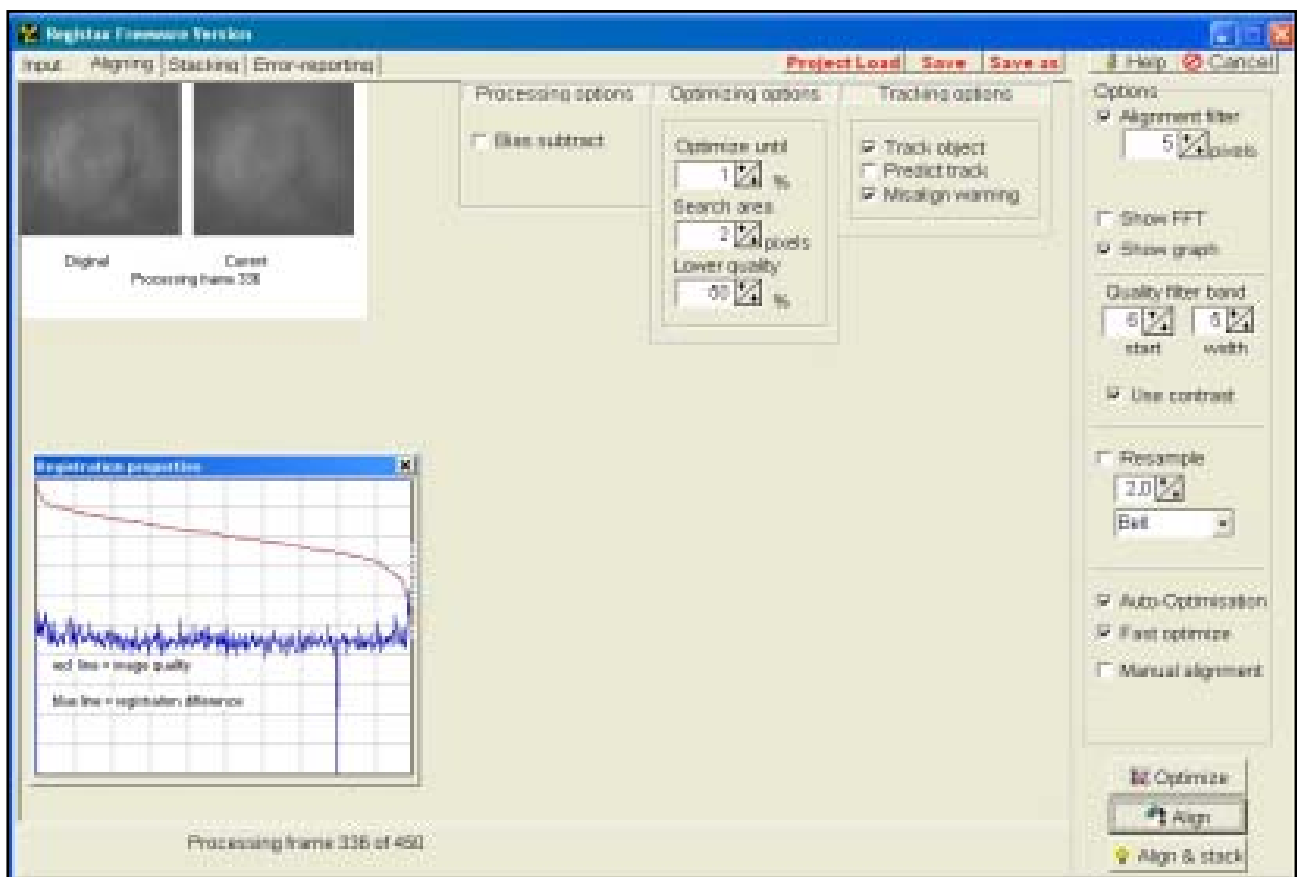 Registax Freeware Version
Input Aligning Stacking Error-reporting Project Load Save Save as Help Cancel
Original Current
Processing frame 336
Processing options
Bias subtract
Optimizing options
Optimize until
1 %
Search area
2 pixels
Lower quality
%
Tracking options
Track object
Predict track
Misalign warning
Options
Alignment filter
5 pixels
Show FFT
Show graph
Quality filter band
start width
Use contrast
Resample
2.0
Auto-Optimisation
Fast optimize
Manual alignment
Registration properties
red line = image quality
blue line = registration difference
Optimize
Align
Align & stack
Processing frame 336 of 450